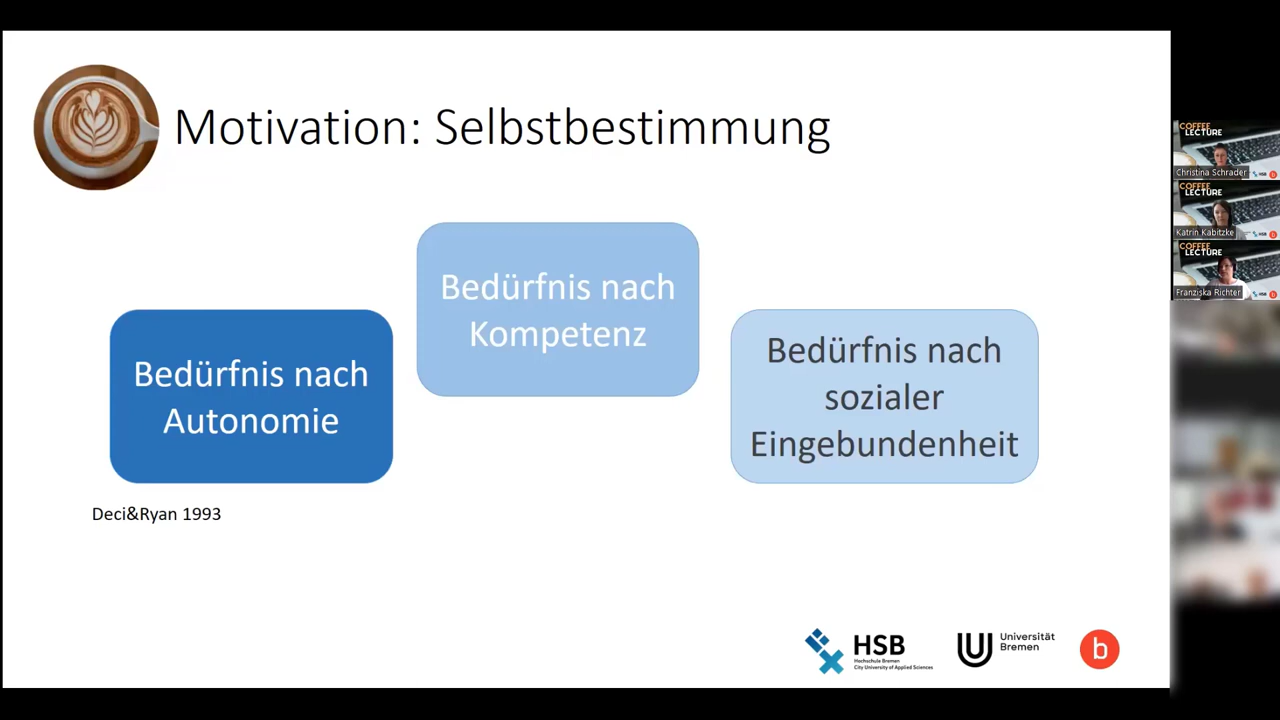 Motivation: Selbstbestimmung
Bedürfnis nach
Autonomie
Bedürfnis nach
Kompetenz
Bedürfnis nach
sozialer
Eingebundenheit
Deci&Ryan 1993
HSB
Hochschule Bremen
City University of Applied Sciences
Universität
Bremen
b
COFFEE
LECTURE
Christina Schrader
COFFEE
LECTURE
Katrin Kabitzke
COFFEE
LECTURE
Franziska Richter